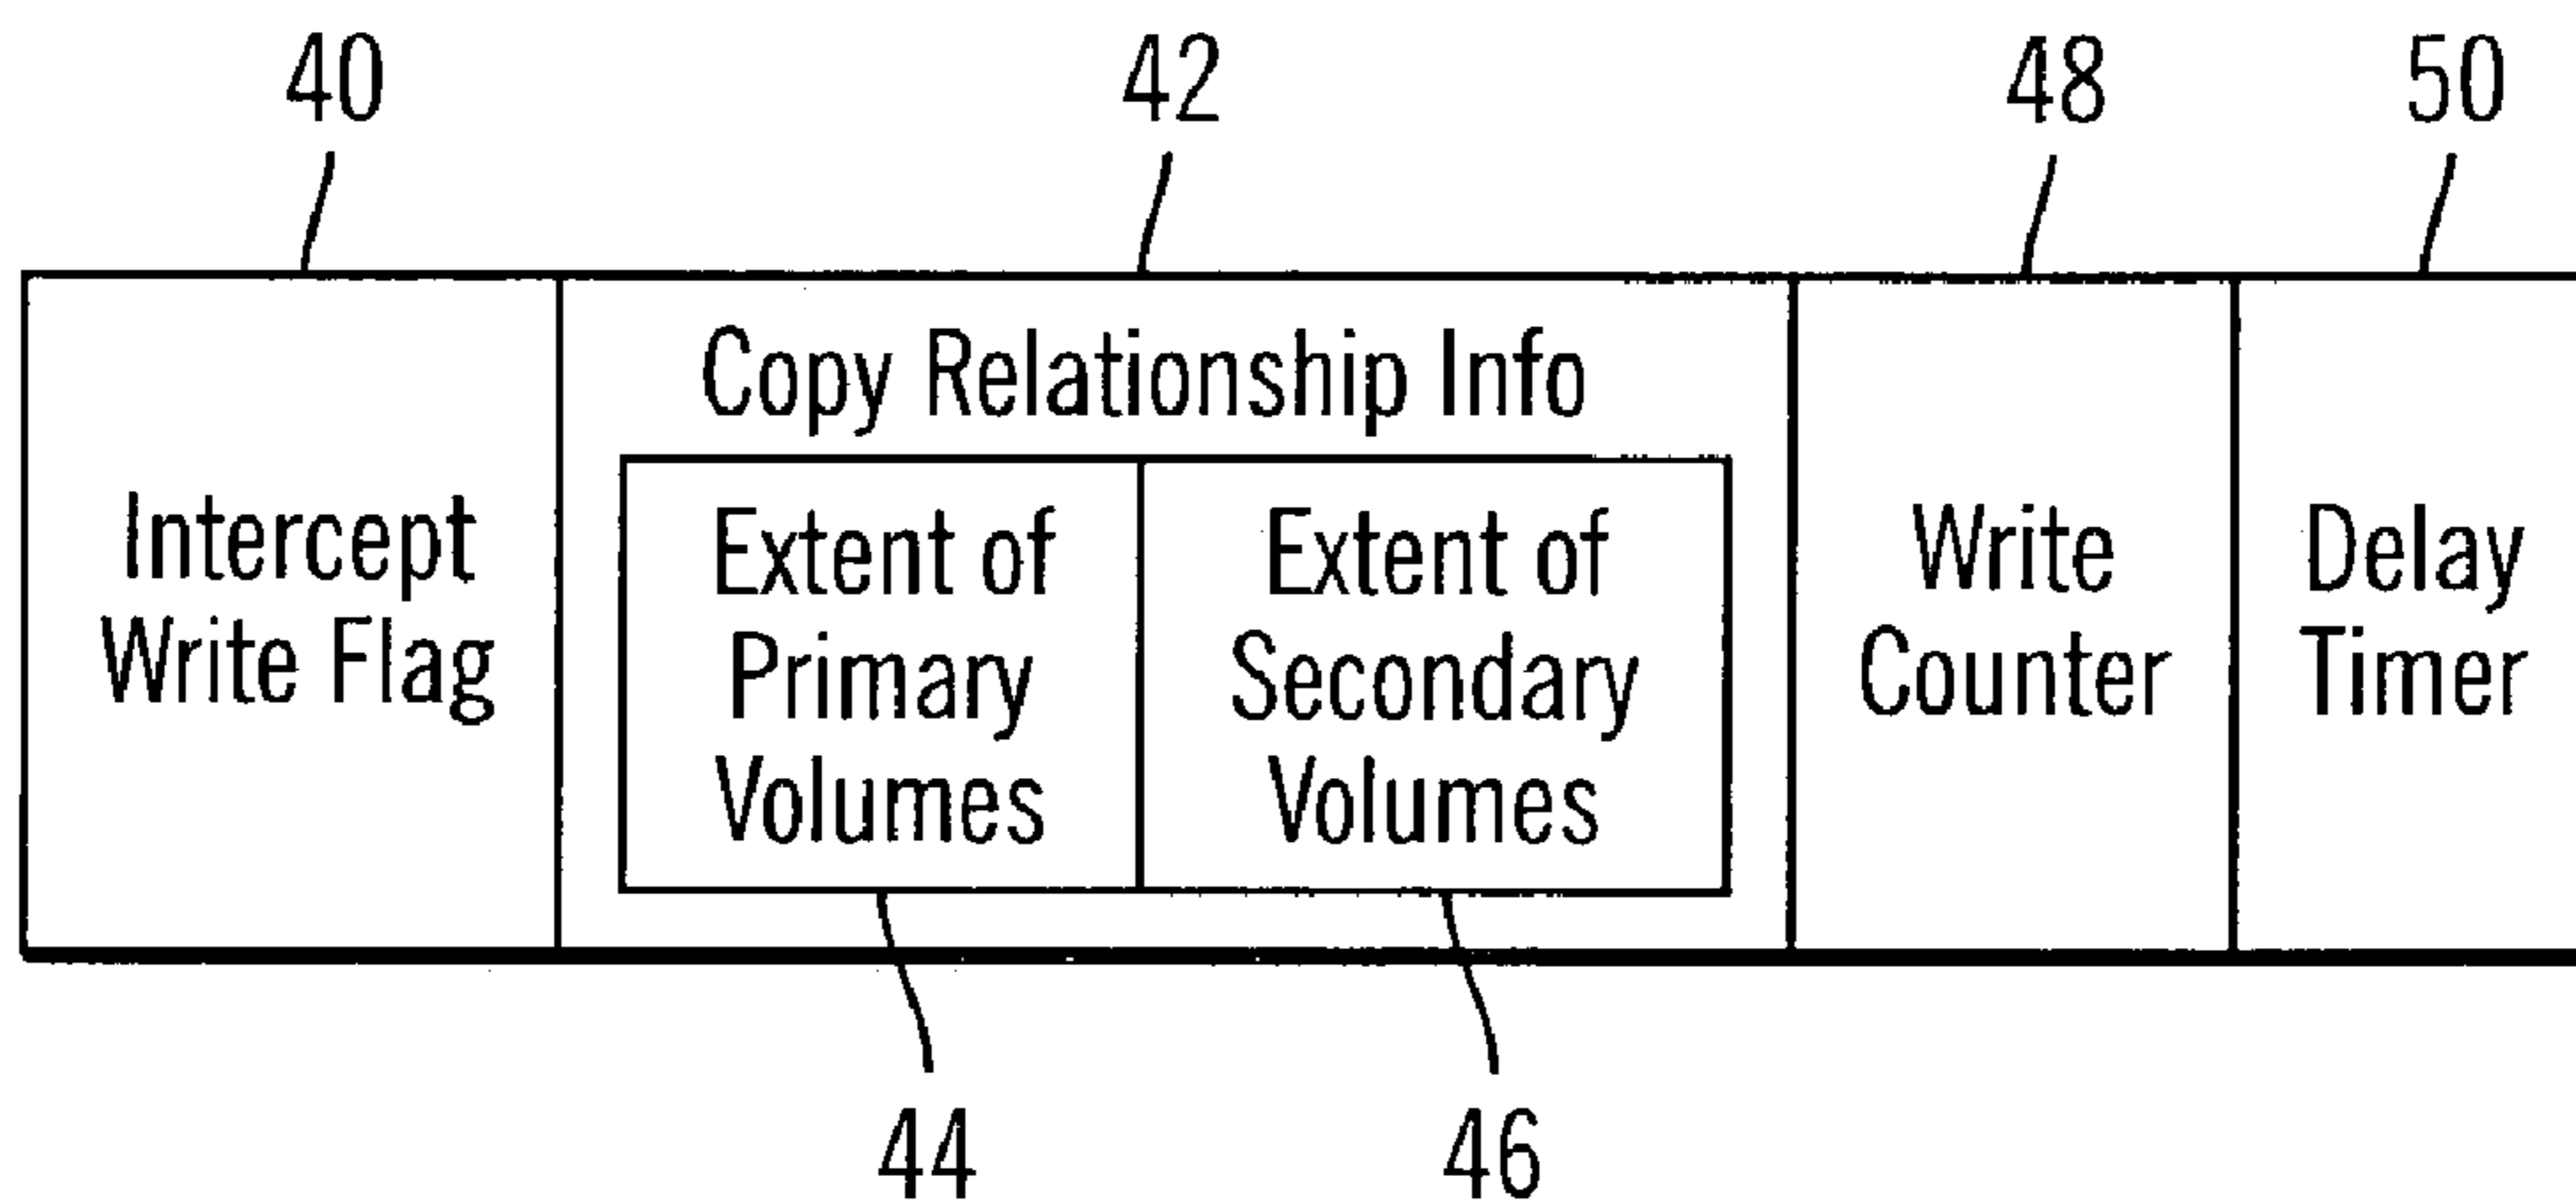 40
42
48
50
Intercept
Write Flag
Copy Relationship Info
Extent of
Primary
Volumes
Extent of
Secondary
Volumes
Write
Counter
Delay
Timer
44
46